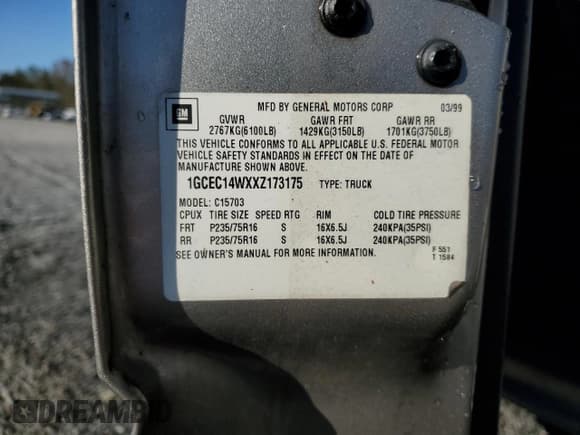 GM
MFD BY GENERAL MOTORS CORP 03/99
GVWR GAWR FRT GAWR RR
2767KG(6100LB) 1429KG(3150LB) 1701KG(3750LB)
THIS VEHICLE CONFORMS TO ALL APPLICABLE U.S. FEDERAL MOTOR
VEHICLE SAFETY STANDARDS IN EFFECT ON THE DATE OF
MANUFACTURE SHOWN ABOVE.
1GCEC14WXXZ173175 TYPE: TRUCK
MODEL: C15703
CPUX TIRE SIZE SPEED RTG RIM COLD TIRE PRESSURE
FRT P235/75R16 S 16X6.5J 240KPA(35PSI)
RR P235/75R16 S 16X6.5J 240KPA(35PSI)
SEE OWNER'S MANUAL FOR MORE INFORMATION. F 551
T 1584
DREAMBID